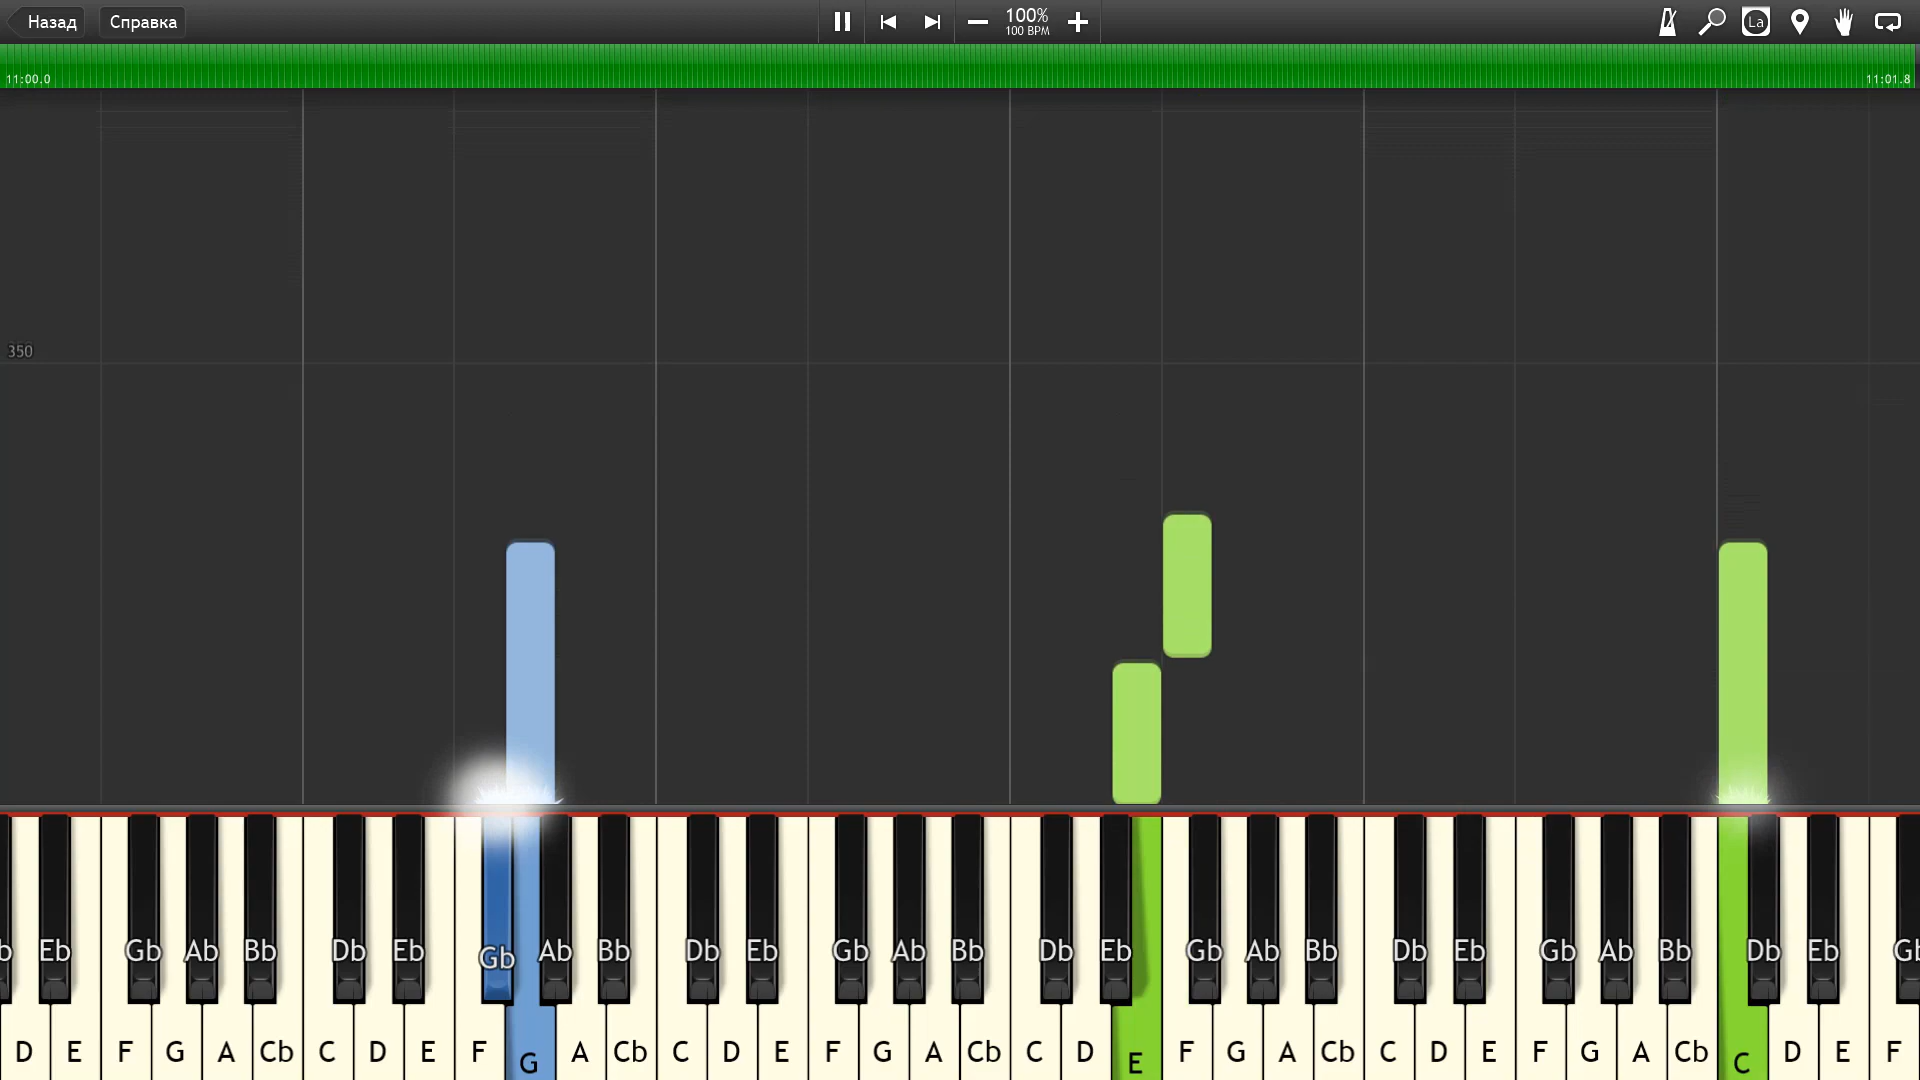 Назад Справка 100% La
100 BPM
11:00.0 11:01.8
350
Eb Gb Ab Bb Db Eb Gb Ab Bb Db Eb Gb Ab Bb Db Eb Gb Ab Bb Db Eb Gb Ab Bb Db Eb
D E F G A Cb C D E F G A Cb C D E F G A Cb C D E F G A Cb C D E F G A Cb C D E F